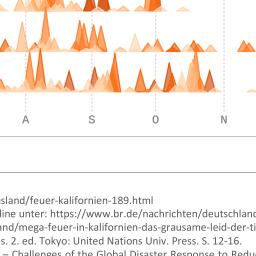 A S O N
sland/feuer-kalifornien-189.html
line unter: https://www.br.de/nachrichten/deutschland
and/mega-feuer-in-kalifornien-das-grausame-leid-der-ti
s. 2. ed. Tokyo: United Nations Univ. Press. S. 12-16.
– Challenges of the Global Disaster Response to Redu